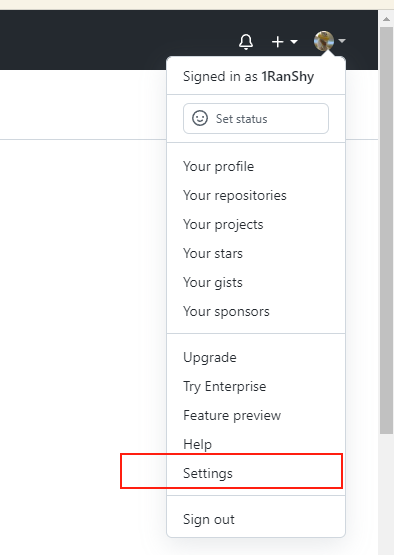 Signed in as 1RanShy
Set status
Your profile
Your repositories
Your projects
Your stars
Your gists
Your sponsors
Upgrade
Try Enterprise
Feature preview
Help
Settings
Sign out